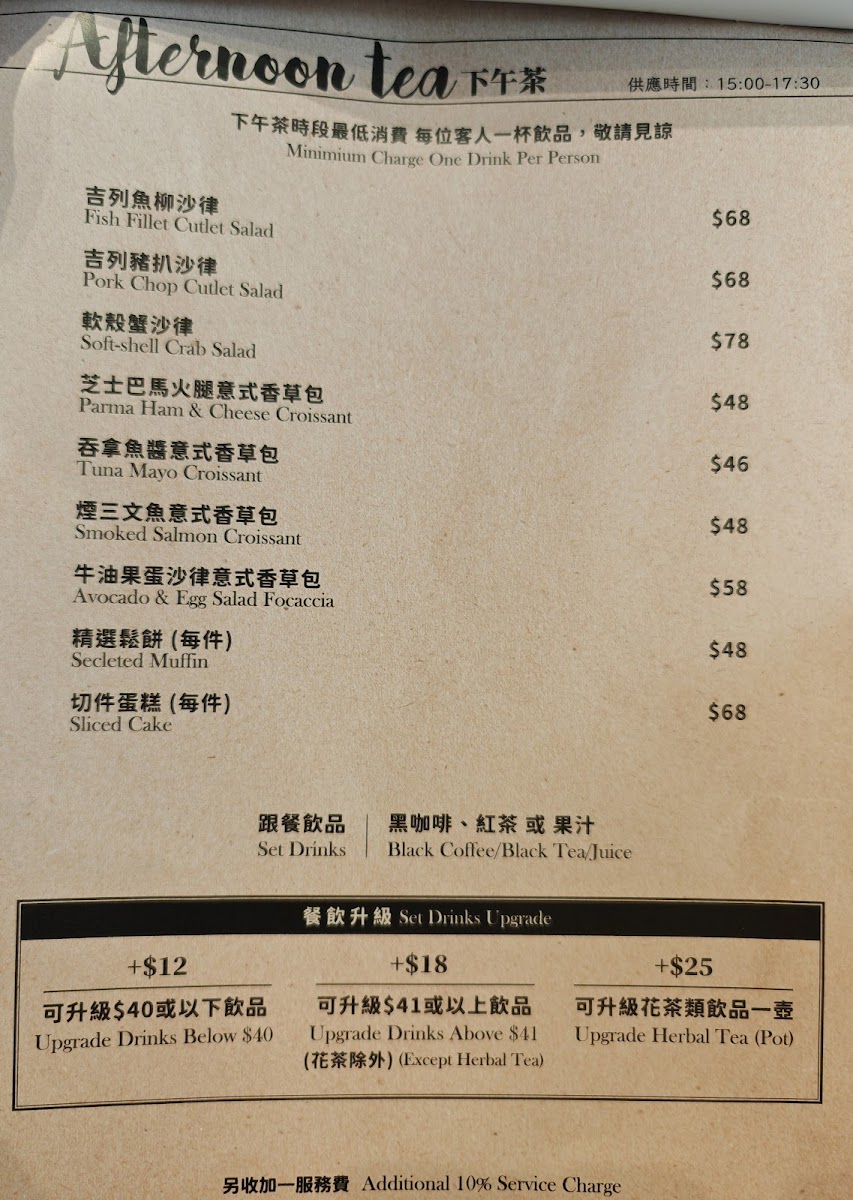 Afternoon tea 下午茶 供應時間：15:00-17:30
下午茶時段最低消費 每位客人一杯飲品，敬請見諒
Minimium Charge One Drink Per Person
吉列魚柳沙律
Fish Fillet Cutlet Salad $68
吉列豬扒沙律
Pork Chop Cutlet Salad $68
軟殼蟹沙律
Soft-shell Crab Salad $78
芝士巴馬火腿意式香草包
Parma Ham & Cheese Croissant $48
吞拿魚醬意式香草包
Tuna Mayo Croissant $46
煙三文魚意式香草包
Smoked Salmon Croissant $48
牛油果蛋沙律意式香草包
Avocado & Egg Salad Focaccia $58
精選鬆餅 (每件)
Secleted Muffin $48
切件蛋糕 (每件)
Sliced Cake $68
跟餐飲品 黑咖啡、紅茶 或 果汁
Set Drinks Black Coffee/Black Tea/Juice
餐飲升級 Set Drinks Upgrade
+$12
可升級$40或以下飲品
Upgrade Drinks Below $40
+$18
可升級$41或以上飲品
Upgrade Drinks Above $41
(花茶除外) (Except Herbal Tea)
+$25
可升級花茶類飲品一壺
Upgrade Herbal Tea (Pot)
另收加一服務費 Additional 10% Service Charge